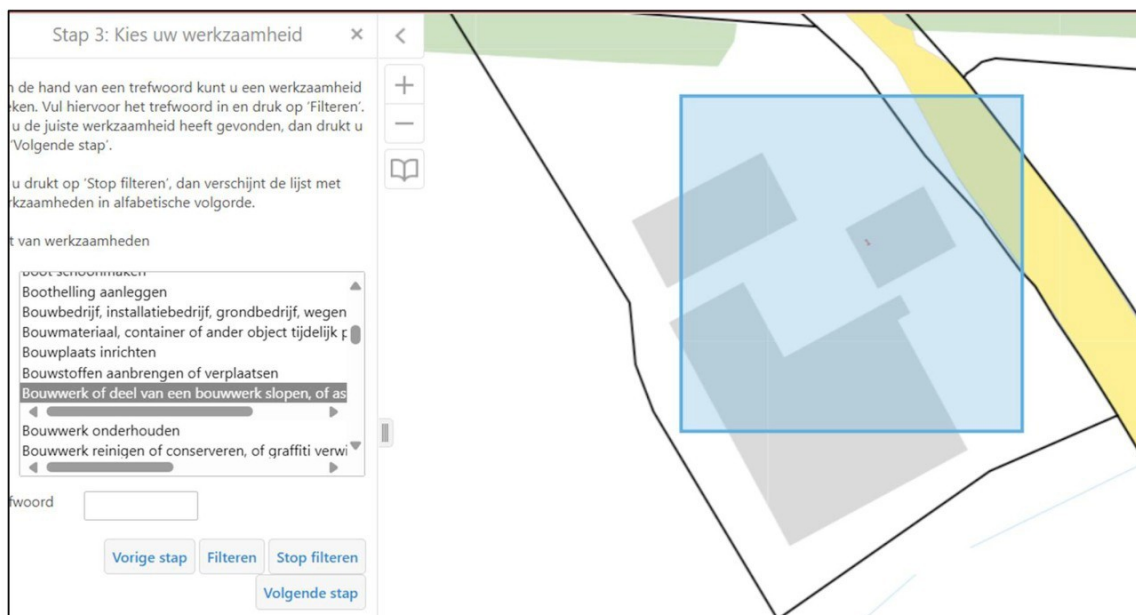 Stap 3: Kies uw werkzaamheid
de hand van een trefwoord kunt u een werkzaamheid
eken. Vul hiervoor het trefwoord in en druk op 'Filteren'.
u de juiste werkzaamheid heeft gevonden, dan drukt u
'Volgende stap'.
u drukt op 'Stop filteren', dan verschijnt de lijst met
rkzaamheden in alfabetische volgorde.
t van werkzaamheden
Boot schoonmaken
Boothelling aanleggen
Bouwbedrijf, installatiebedrijf, grondbedrijf, wegen
Bouwmateriaal, container of ander object tijdelijk p
Bouwplaats inrichten
Bouwstoffen aanbrengen of verplaatsen
Bouwwerk of deel van een bouwwerk slopen, of as
Bouwwerk onderhouden
Bouwwerk reinigen of conserveren, of graffiti verwi
fwoord
Vorige stap Filteren Stop filteren
Volgende stap